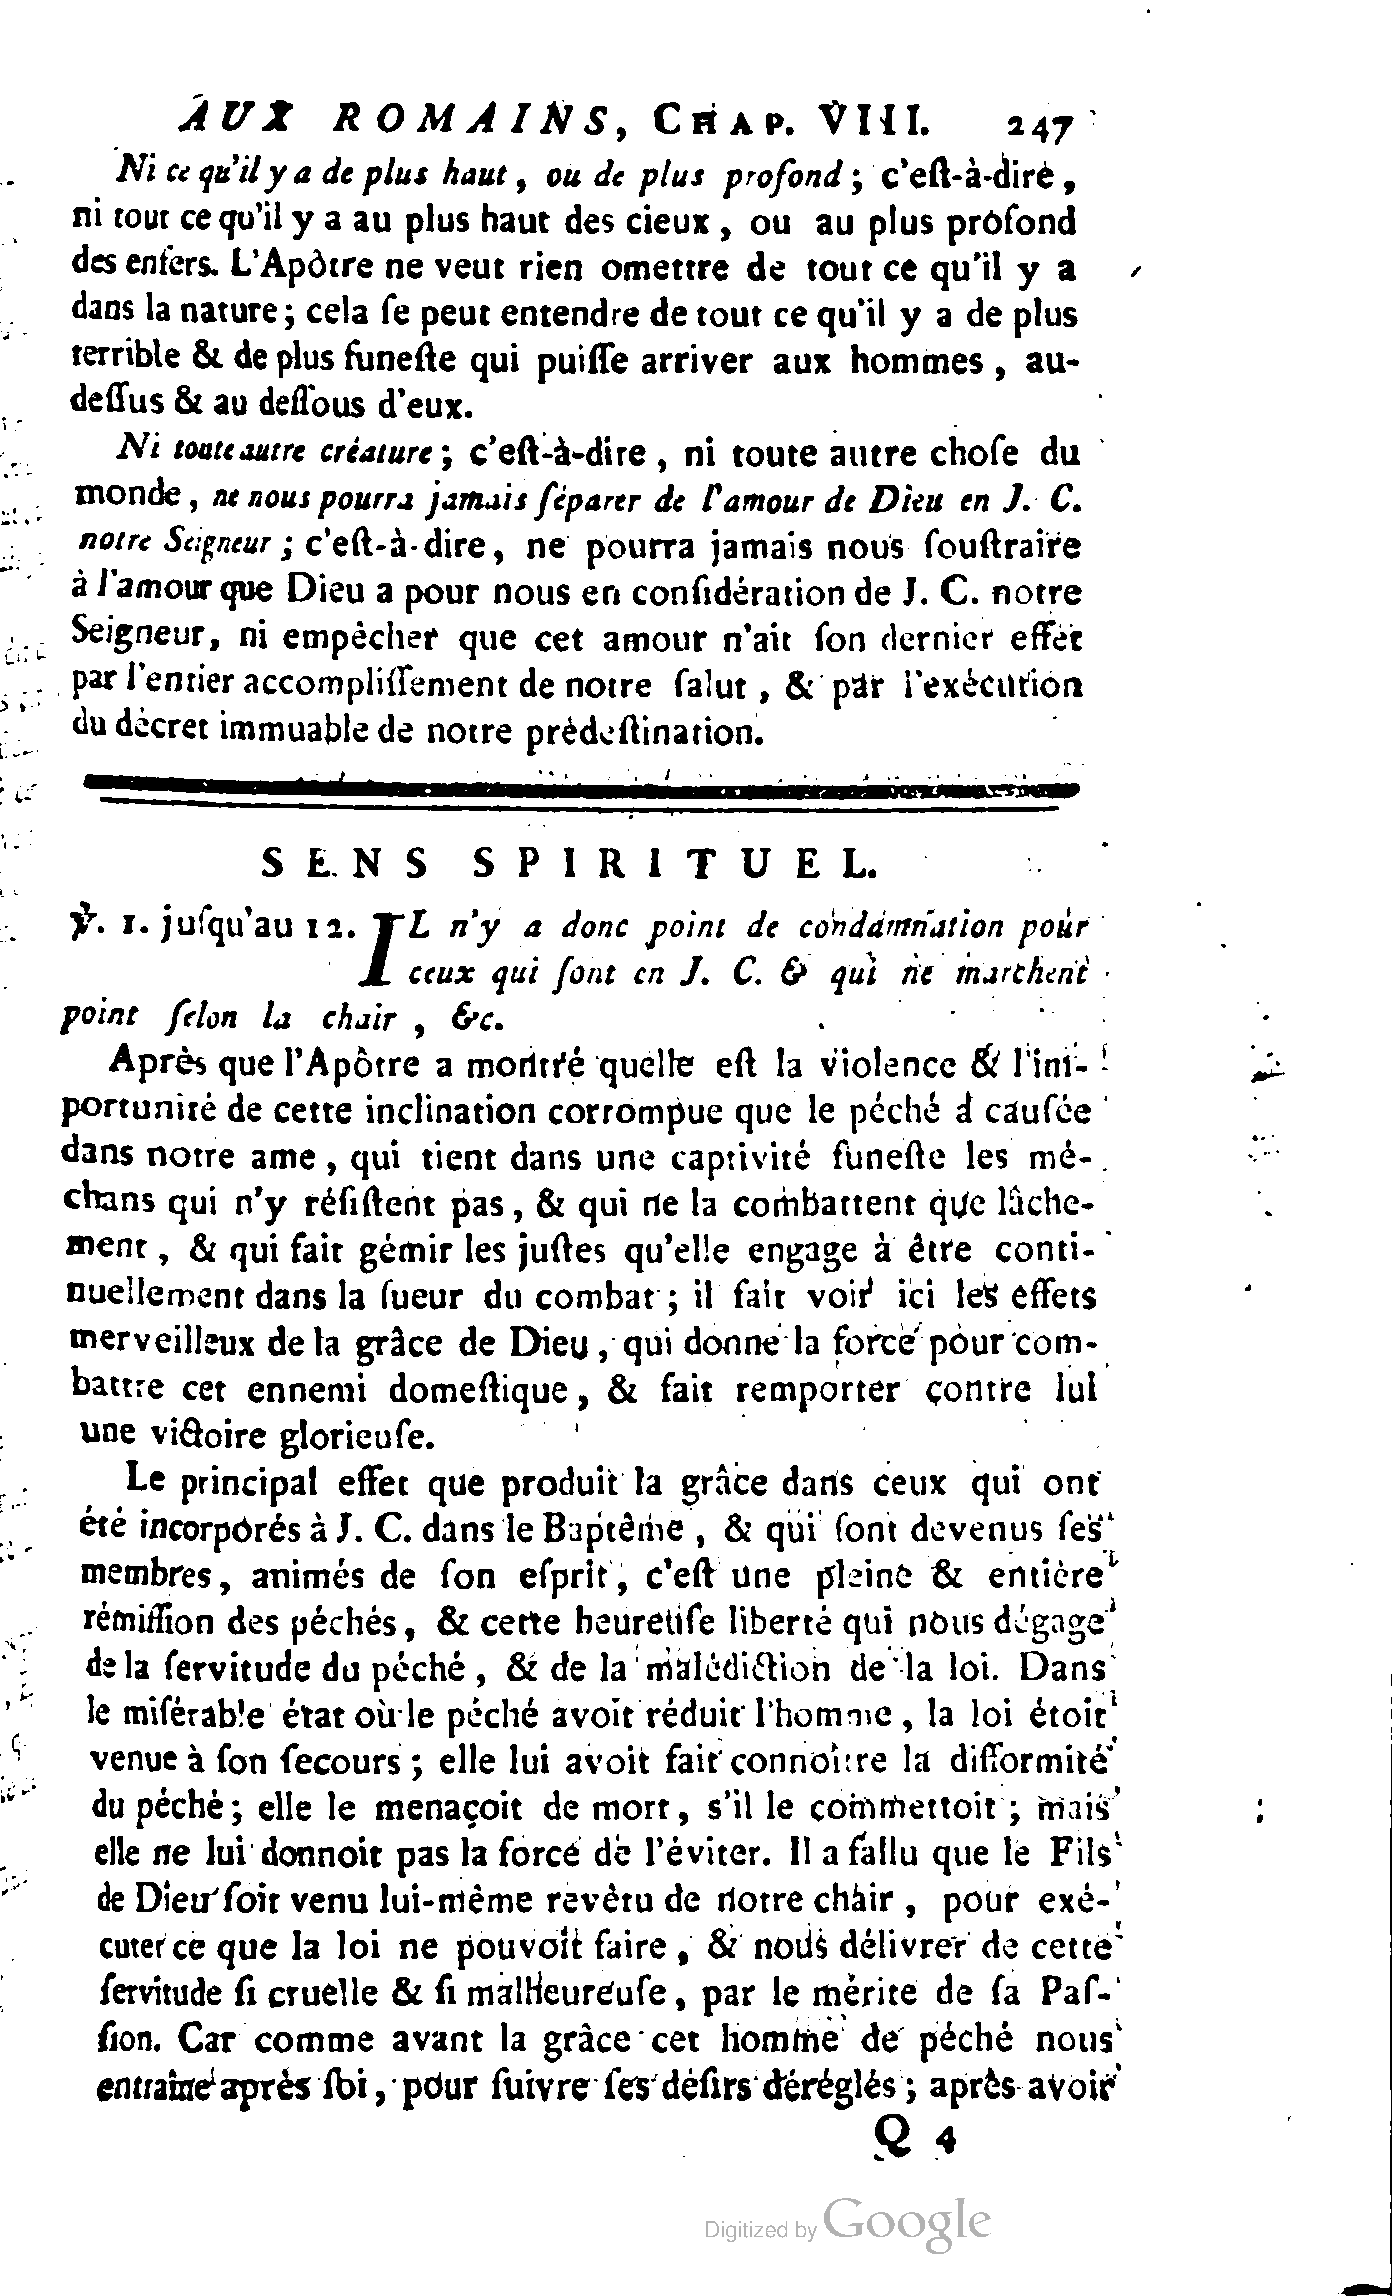 AUX ROMAINS, CHAP. VIII. 247
Ni ce qu'il y a de plus haut, ou de plus profond; c'eſt-à-dire,
ni tout ce qu'il y a au plus haut des cieux, ou au plus profond
des enfers. L'Apôtre ne veut rien omettre de tout ce qu'il y a
dans la nature; cela ſe peut entendre de tout ce qu'il y a de plus
terrible & de plus funeſte qui puiſſe arriver aux hommes, au-
deſſus & au deſſous d'eux.
Ni toute autre créature; c'eſt-à-dire, ni toute autre choſe du
monde, ne nous pourra jamais ſéparer de l'amour de Dieu en J. C.
notre Seigneur; c'eſt-à-dire, ne pourra jamais nous ſouſtraire
à l'amour que Dieu a pour nous en conſidération de J. C. notre
Seigneur, ni empêcher que cet amour n'ait ſon dernier effet
par l'entier accompliſſement de notre ſalut, & par l'exécution
du décret immuable de notre prédeſtination.
SENS SPIRITUEL.
℣. 1. juſqu'au 12. IL n'y a donc point de condamnation pour
ceux qui ſont en J. C. & qui ne marchent
point ſelon la chair, &c.
Après que l'Apôtre a montré quelle eſt la violence & l'im-
portunité de cette inclination corrompue que le péché a cauſée
dans notre ame, qui tient dans une captivité funeſte les mé-
chans qui n'y réſiſtent pas, & qui ne la combattent que lâche-
ment, & qui fait gémir les juſtes qu'elle engage à être conti-
nuellement dans la ſueur du combat; il fait voir ici les effets
merveilleux de la grâce de Dieu, qui donne la force pour com-
battre cet ennemi domeſtique, & fait remporter contre lui
une victoire glorieuſe.
Le principal effet que produit la grâce dans ceux qui ont
été incorporés à J. C. dans le Baptême, & qui ſont devenus ſes
membres, animés de ſon eſprit, c'eſt une pleine & entière
rémiſſion des péchés, & cette heureuſe liberté qui nous dégage
de la ſervitude du péché, & de la malédiction de la loi. Dans
le miſérable état où le péché avoit réduit l'homme, la loi étoit
venue à ſon ſecours; elle lui avoit fait connoître la difformité
du péché; elle le menaçoit de mort, s'il le commettoit; mais
elle ne lui donnoit pas la force de l'éviter. Il a fallu que le Fils
de Dieu ſoit venu lui-même revêtu de notre chair, pour exé-
cuter ce que la loi ne pouvoit faire, & nous délivrer de cette
ſervitude ſi cruelle & ſi malheureuſe, par le mérite de ſa Paſ-
ſion. Car comme avant la grâce cet homme de péché nous
entraîne après ſoi, pour ſuivre ſes déſirs déréglés; après avoir
Q 4
Digitized by Google